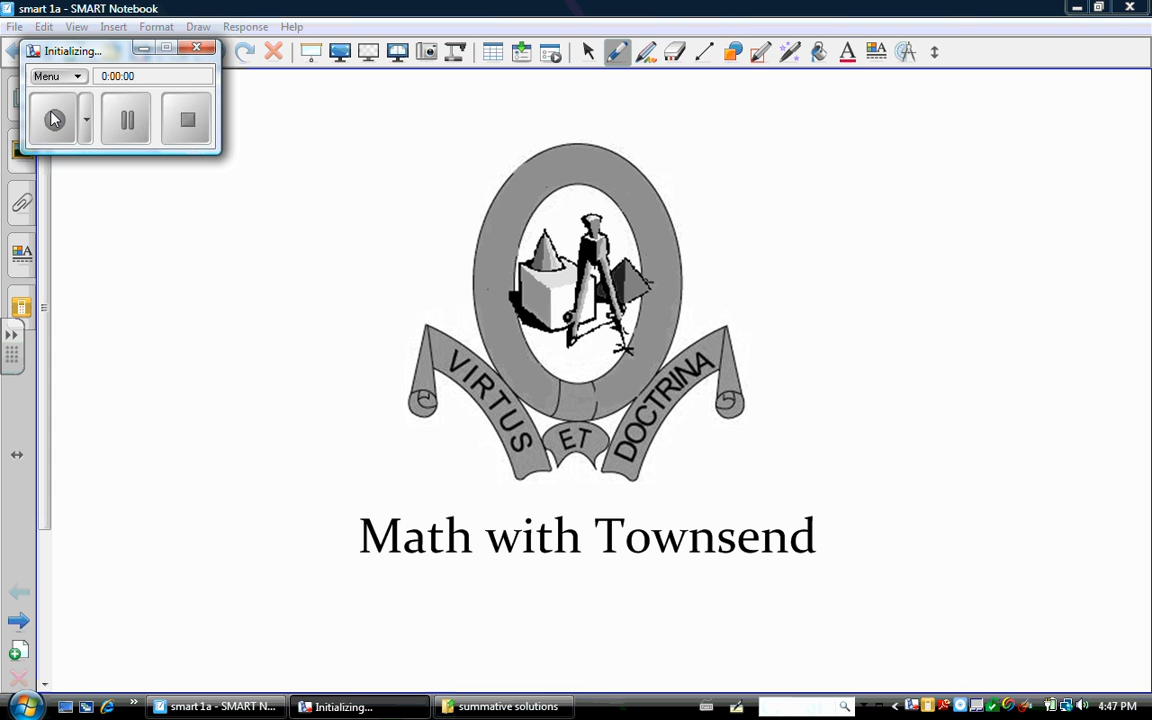 smart 1a - SMART Notebook
File Edit View Insert Format Draw Response Help
Initializing...
Menu 0:00:00
VIRTUS ET DOCTRINA
Math with Townsend
smart 1a - SMART N... Initializing... summative solutions 4:47 PM